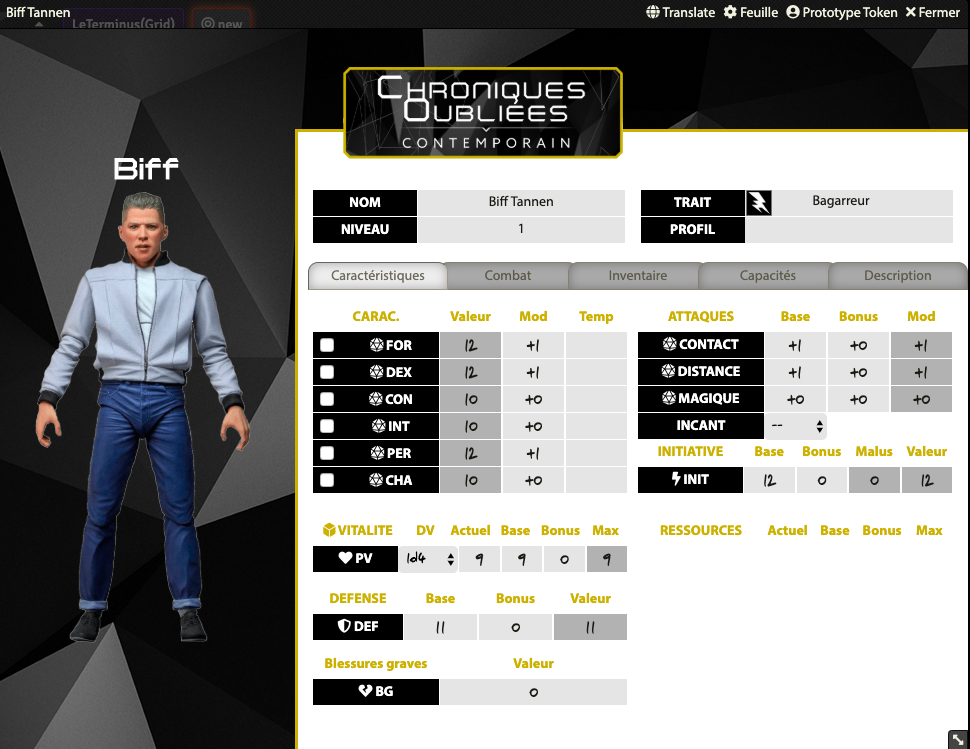 Biff Tannen
Translate Feuille Prototype Token Fermer
LeTerminus(Grid) new
CHRONIQUES
OUBLIÉES
CONTEMPORAIN
Biff
NOM Biff Tannen TRAIT Bagarreur
NIVEAU 1 PROFIL
Caractéristiques Combat Inventaire Capacités Description
CARAC. Valeur Mod Temp ATTAQUES Base Bonus Mod
FOR 12 +1 CONTACT +1 +0 +1
DEX 12 +1 DISTANCE +1 +0 +1
CON 10 +0 MAGIQUE +0 +0 +0
INT 10 +0 INCANT --
PER 12 +1 INITIATIVE Base Bonus Malus Valeur
CHA 10 +0 INIT 12 0 0 12
VITALITE DV Actuel Base Bonus Max RESSOURCES Actuel Base Bonus Max
PV 1d4 9 9 0 9
DEFENSE Base Bonus Valeur
DEF 11 0 11
Blessures graves Valeur
BG 0